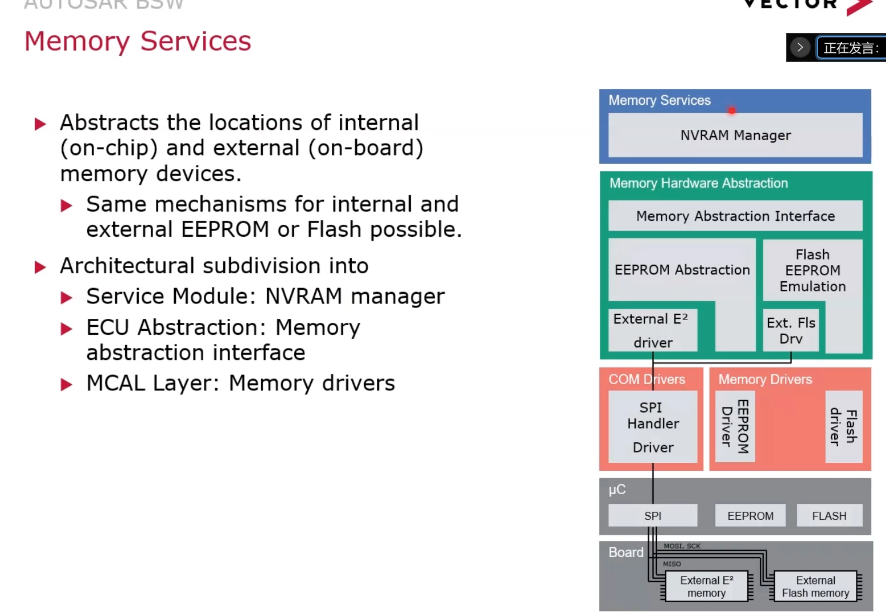 AUTOSAR BSW
VECTOR
Memory Services
正在发言:
Abstracts the locations of internal
(on-chip) and external (on-board)
memory devices.
Same mechanisms for internal and
external EEPROM or Flash possible.
Architectural subdivision into
Service Module: NVRAM manager
ECU Abstraction: Memory
abstraction interface
MCAL Layer: Memory drivers
Memory Services
NVRAM Manager
Memory Hardware Abstraction
Memory Abstraction Interface
EEPROM Abstraction
Flash
EEPROM
Emulation
External E²
driver
Ext. Fls
Drv
COM Drivers
Memory Drivers
SPI
Handler
Driver
EEPROM
Driver
Flash
driver
µC
SPI
EEPROM
FLASH
Board
MOSI, SCK
MISO
External E²
memory
External
Flash memory